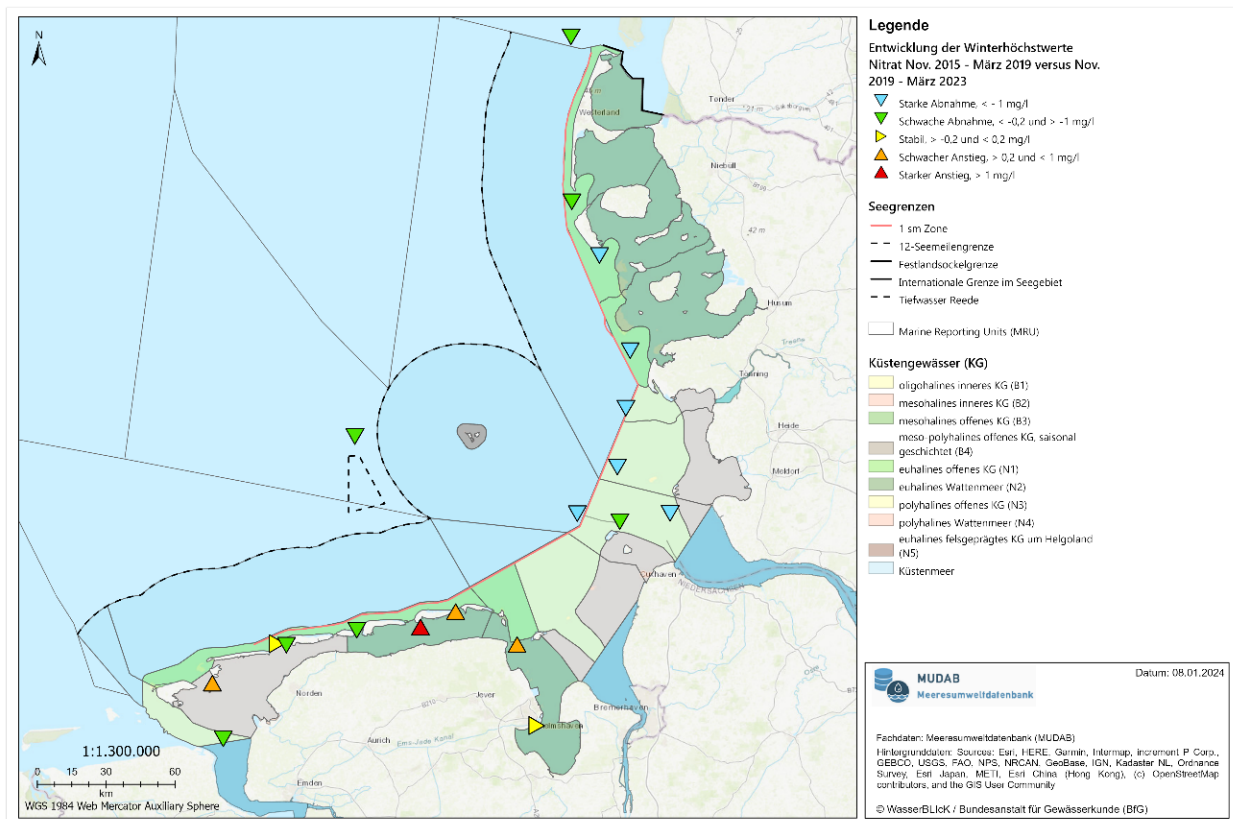 N
Tonder
Westerland
Niebüll
42 m
Husum
Treene
Tönning
Heide
Meldorf
Cuxhaven
NIEDERSACHSEN
Norden
Jever
B210
Bremerhaven
Aurich
Ems-Jade Kanal
Emden
1:1.300.000
0 15 30 60
km
WGS 1984 Web Mercator Auxiliary Sphere
Legende
Entwicklung der Winterhöchstwerte
Nitrat Nov. 2015 - März 2019 versus Nov.
2019 - März 2023
Starke Abnahme, < - 1 mg/l
Schwache Abnahme, < -0,2 und > -1 mg/l
Stabil, > -0,2 und < 0,2 mg/l
Schwacher Anstieg, > 0,2 und < 1 mg/l
Starker Anstieg, > 1 mg/l
Seegrenzen
1 sm Zone
12-Seemeilengrenze
Festlandsockelgrenze
Internationale Grenze im Seegebiet
Tiefwasser Reede
Marine Reporting Units (MRU)
Küstengewässer (KG)
oligohalines inneres KG (B1)
mesohalines inneres KG (B2)
mesohalines offenes KG (B3)
meso-polyhalines offenes KG, saisonal
geschichtet (B4)
euhalines offenes KG (N1)
euhalines Wattenmeer (N2)
polyhalines offenes KG (N3)
polyhalines Wattenmeer (N4)
euhalines felsgeprägtes KG um Helgoland
(N5)
Küstenmeer
MUDAB
Meeresumweltdatenbank
Datum: 08.01.2024
Fachdaten: Meeresumweltdatenbank (MUDAB)
Hintergrunddaten: Sources: Esri, HERE, Garmin, Intermap, increment P Corp.,
GEBCO, USGS, FAO, NPS, NRCAN, GeoBase, IGN, Kadaster NL, Ordnance
Survey, Esri Japan, METI, Esri China (Hong Kong), (c) OpenStreetMap
contributors, and the GIS User Community
© WasserBLIcK / Bundesanstalt für Gewässerkunde (BfG)